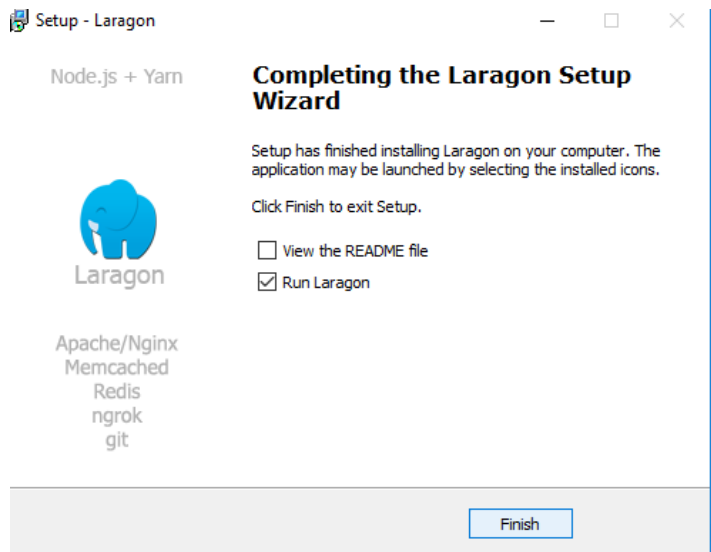 Setup - Laragon
Node.js + Yarn
Completing the Laragon Setup
Wizard
Setup has finished installing Laragon on your computer. The
application may be launched by selecting the installed icons.
Click Finish to exit Setup.
View the README file
Run Laragon
Laragon
Apache/Nginx
Memcached
Redis
ngrok
git
Finish